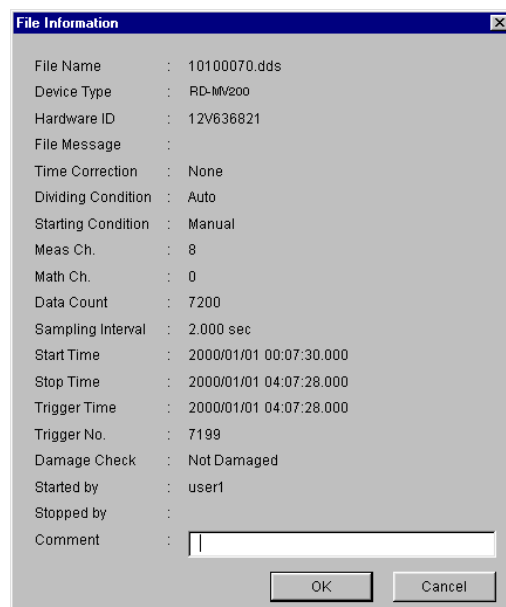 File Information
File Name : 10100070.dds
Device Type : RD-MV200
Hardware ID : 12V636821
File Message :
Time Correction : None
Dividing Condition : Auto
Starting Condition : Manual
Meas Ch. : 8
Math Ch. : 0
Data Count : 7200
Sampling Interval : 2.000 sec
Start Time : 2000/01/01 00:07:30.000
Stop Time : 2000/01/01 04:07:28.000
Trigger Time : 2000/01/01 04:07:28.000
Trigger No. : 7199
Damage Check : Not Damaged
Started by : user1
Stopped by :
Comment :
OK Cancel